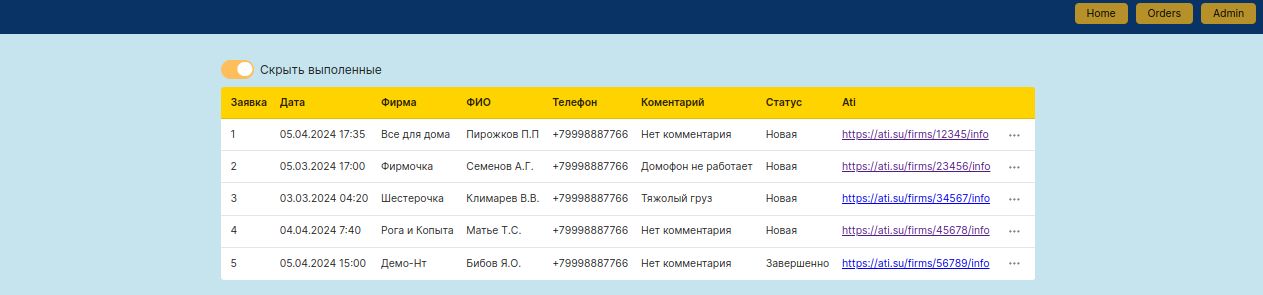 Home Orders Admin
Скрыть выполенные
Заявка Дата Фирма ФИО Телефон Коментарий Статус Ati
1 05.04.2024 17:35 Все для дома Пирожков П.П +79998887766 Нет комментария Новая https://ati.su/firms/12345/info ...
2 05.03.2024 17:00 Фирмочка Семенов А.Г. +79998887766 Домофон не работает Новая https://ati.su/firms/23456/info ...
3 03.03.2024 04:20 Шестерочка Климарев В.В. +79998887766 Тяжолый груз Новая https://ati.su/firms/34567/info ...
4 04.04.2024 7:40 Рога и Копыта Матье Т.С. +79998887766 Нет комментария Новая https://ati.su/firms/45678/info ...
5 05.04.2024 15:00 Демо-Нт Бибов Я.О. +79998887766 Нет комментария Завершенно https://ati.su/firms/56789/info ...